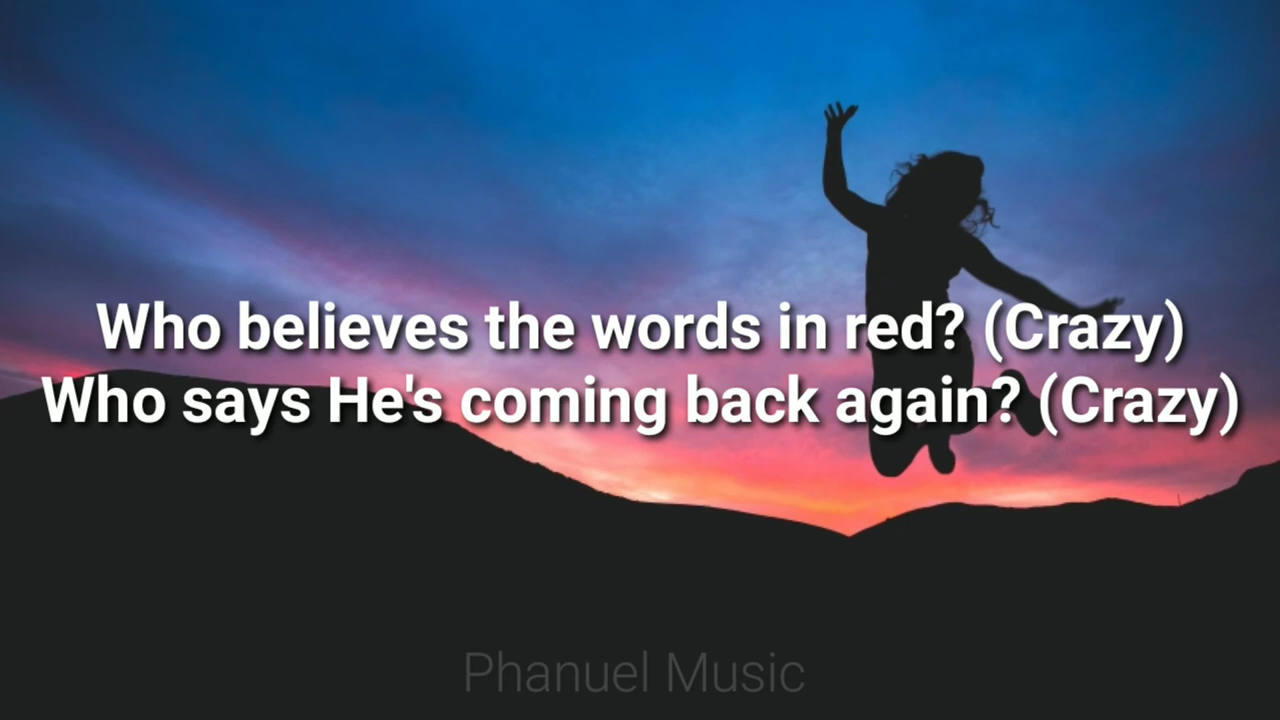 Who believes the words in red? (Crazy)
Who says He's coming back again? (Crazy)
Phanuel Music